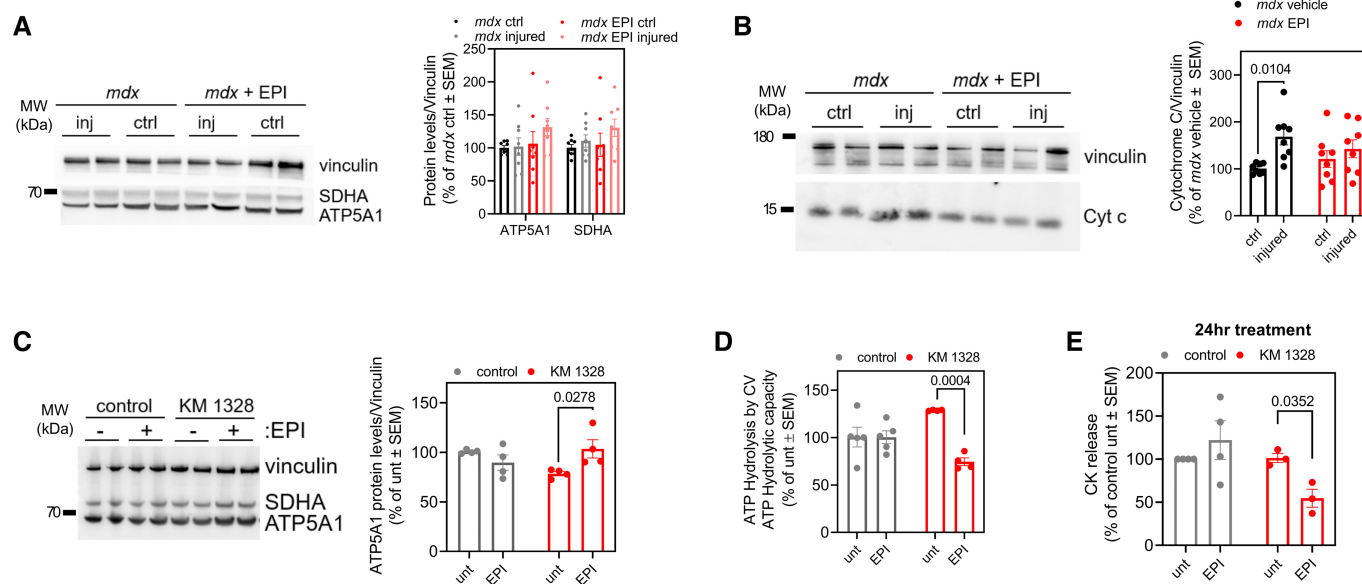 A
mdx ctrl
mdx injured
mdx EPI ctrl
mdx EPI injured
MW
(kDa)
mdx
mdx + EPI
inj
ctrl
inj
ctrl
vinculin
70
SDHA
ATP5A1
Protein levels/Vinculin
(% of mdx ctrl ± SEM)
250
200
150
100
50
0
ATP5A1
SDHA
B
MW
(kDa)
mdx
mdx + EPI
ctrl
inj
ctrl
inj
180
vinculin
15
Cyt c
mdx vehicle
mdx EPI
Cytochrome C/Vinculin
(% of mdx vehicle ± SEM)
300
200
100
0
0.0104
ctrl
injured
ctrl
injured
C
MW
(kDa)
control
KM 1328
- + - + :EPI
vinculin
SDHA
70
ATP5A1
control
KM 1328
ATP5A1 protein levels/Vinculin
(% of unt ± SEM)
150
100
50
0
0.0278
unt
EPI
unt
EPI
D
control
KM 1328
ATP Hydrolysis by CV
ATP Hydrolytic capacity
(% of unt ± SEM)
150
100
50
0
0.0004
unt
EPI
unt
EPI
E
24hr treatment
control
KM 1328
CK release
(% of control unt ± SEM)
200
150
100
50
0
0.0352
unt
EPI
unt
EPI